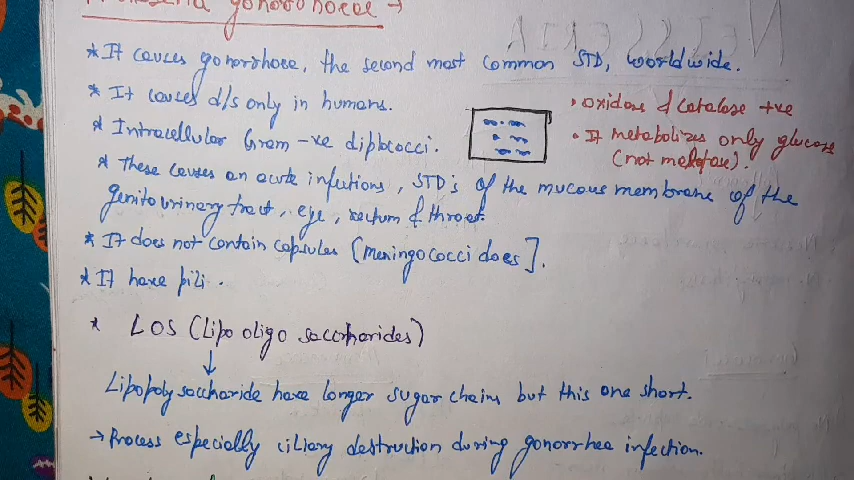 gonorrhoeae →
* It causes gonorrhoea, the second most common STD, worldwide.
* It causes d/s only in humans.
• oxidase & catalase +ve
* Intracellular Gram -ve diplococci.
• It metabolizes only glucose
(not maltose).
* These causes an acute infections, STD's of the mucous membrane of the
genitourinary tract, eye, rectum & throat.
* It does not contain capsules [Meningococci does].
* It have pili.
* LOS (Lipo oligo saccharides)
↓
Lipopolysaccharide have longer sugar chain but this one short.
→ Process especially ciliary destruction during gonorrhea infection.